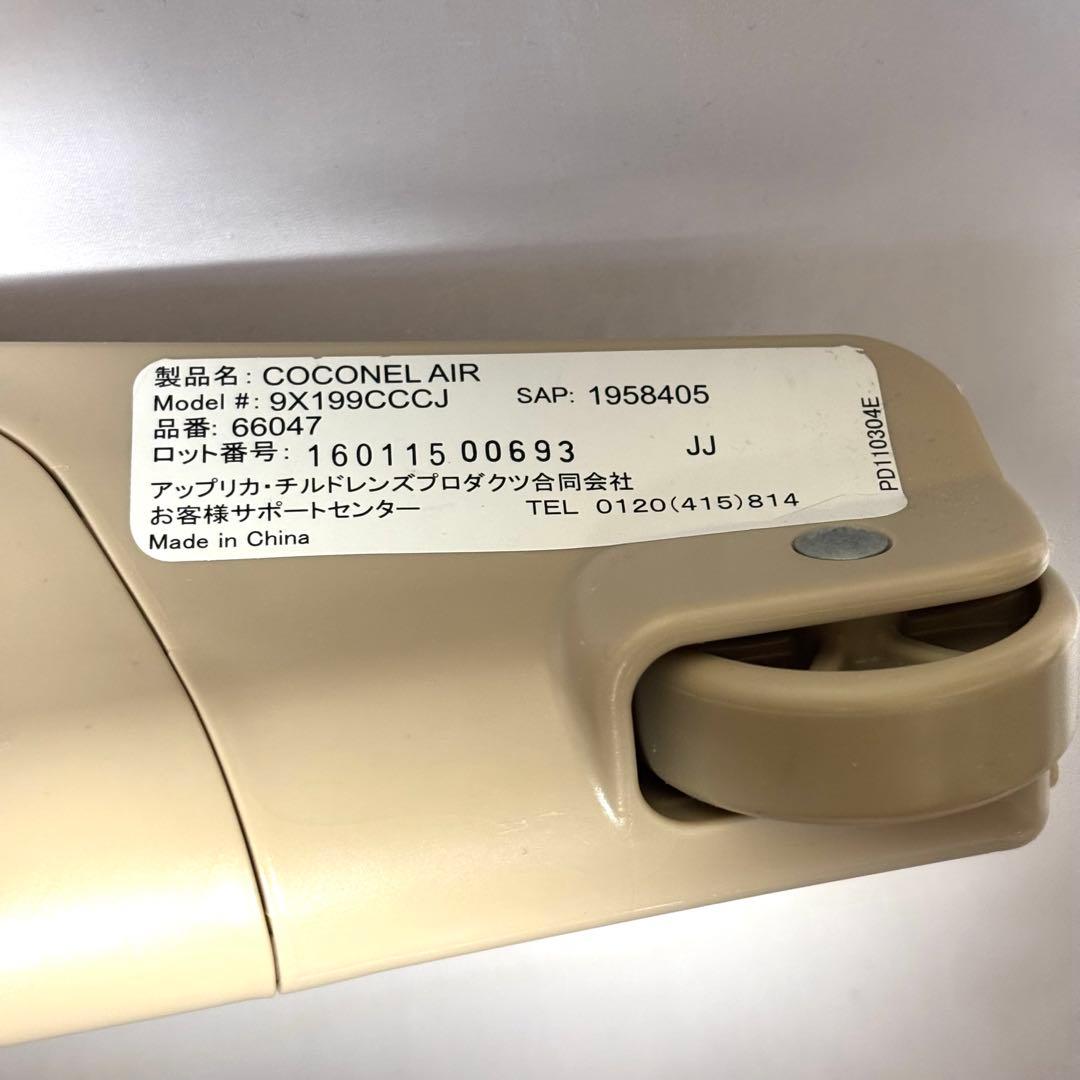 製品名: COCONEL AIR
Model #: 9X199CCCJ SAP: 1958405
品番: 66047
ロット番号: 160115 00693 JJ
アップリカ・チルドレンズプロダクツ合同会社
お客様サポートセンター TEL 0120(415)814
Made in China
PD110304E